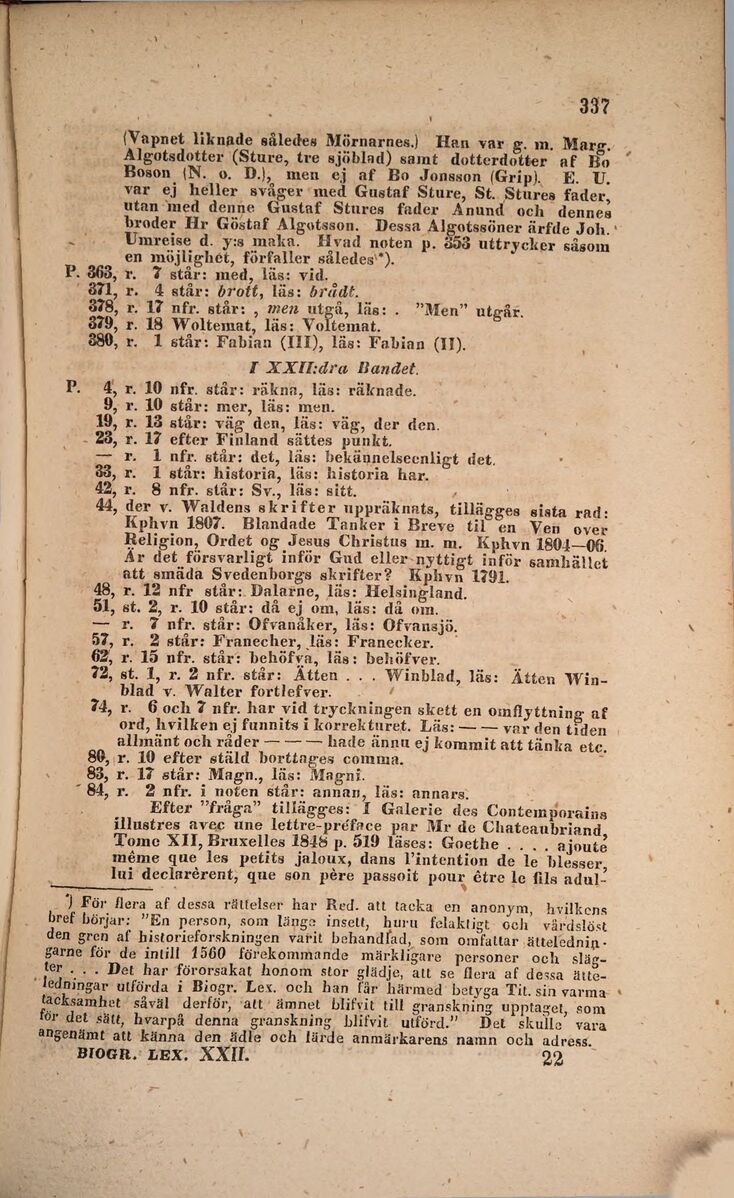 337
(Vapnet liknade således Mörnarnes.) Han var g. m. Marg.
Algotsdotter (Sture, tre sjöblad) samt dotterdotter af Bo
Boson (N. o. D.), men ej af Bo Jonsson (Grip). E. U.
var ej heller svåger med Gustaf Sture, St. Stures fader,
utan med denne Gustaf Stures fader Anund och dennes
broder Hr Göstaf Algotsson. Dessa Algotssöner ärfde Joh.
Umreise d. y:s maka. Hvad noten p. 353 uttrycker såsom
en möjlighet, förfaller således *).
P. 363, r. 7 står: med, läs: vid.
371, r. 4 står: brott, läs: brådt.
378, r. 17 nfr. står: , men utgå, läs: . "Men" utgår.
379, r. 18 Woltemat, läs: Voltemat.
380, r. 1 står: Fabian (III), läs: Fabian (II).
I XXII:dra Bandet.
P. 4, r. 10 nfr. står: räkna, läs: räknade.
9, r. 10 står: mer, läs: men.
19, r. 13 står: väg den, läs: väg, der den.
23, r. 17 efter Finland sättes punkt.
— r. 1 nfr. står: det, läs: bekännelseenligt det.
33, r. 1 står: historia, läs: historia har.
42, r. 8 nfr. står: Sv., läs: sitt.
44, der v. Waldens skrifter uppräknats, tillägges sista rad:
Kphvn 1807. Blandade Tanker i Breve til en Ven over
Religion, Ordet og Jesus Christus m. m. Kphvn 1804—06.
Är det försvarligt inför Gud eller nyttigt inför samhället
att smäda Svedenborgs skrifter? Kphvn 1791.
48, r. 12 nfr står: Dalarne, läs: Helsingland.
51, st. 2, r. 10 står: då ej om, läs: då om.
— r. 7 nfr. står: Ofvanåker, läs: Ofvansjö.
57, r. 2 står: Franecher, läs: Franecker.
62, r. 15 nfr. står: behöfva, läs: behöfver.
72, st. 1, r. 2 nfr. står: Ätten . . . Winblad, läs: Ätten Win-
blad v. Walter fortlefver.
74, r. 6 och 7 nfr. har vid tryckningen skett en omflyttning af
ord, hvilken ej funnits i korrekturet. Läs: — — var den tiden
allmänt och råder — — — hade ännu ej kommit att tänka etc.
80, r. 10 efter stäld borttages comma.
83, r. 17 står: Magn., läs: Magni.
84, r. 2 nfr. i noten står: annan, läs: annars.
Efter "fråga" tillägges: I Galerie des Contemporains
illustres avec une lettre-préface par Mr de Chateaubriand,
Tome XII, Bruxelles 1848 p. 519 läses: Goethe . . . . ajoute
même que les petits jaloux, dans l'intention de le blesser,
lui declarèrent, que son père passoit pour être le fils adul-
*) För flera af dessa rättelser har Red. att tacka en anonym, hvilkens
bref börjar: "En person, som länge insett, huru felaktigt och vårdslöst
den gren af historieforskningen varit behandlad, som omfattar ättelednin-
garne för de intill 1560 förekommande märkligare personer och släg-
ter . . . Det har förorsakat honom stor glädje, att se flera af dessa ätte-
ledningar utförda i Biogr. Lex. och han får härmed betyga Tit. sin varma
tacksamhet såväl derför, att ämnet blifvit till granskning upptaget, som
för det sätt, hvarpå denna granskning blifvit utförd." Det skulle vara
angenämt att känna den ädle och lärde anmärkarens namn och adress.
BIOGR. LEX. XXII. 22